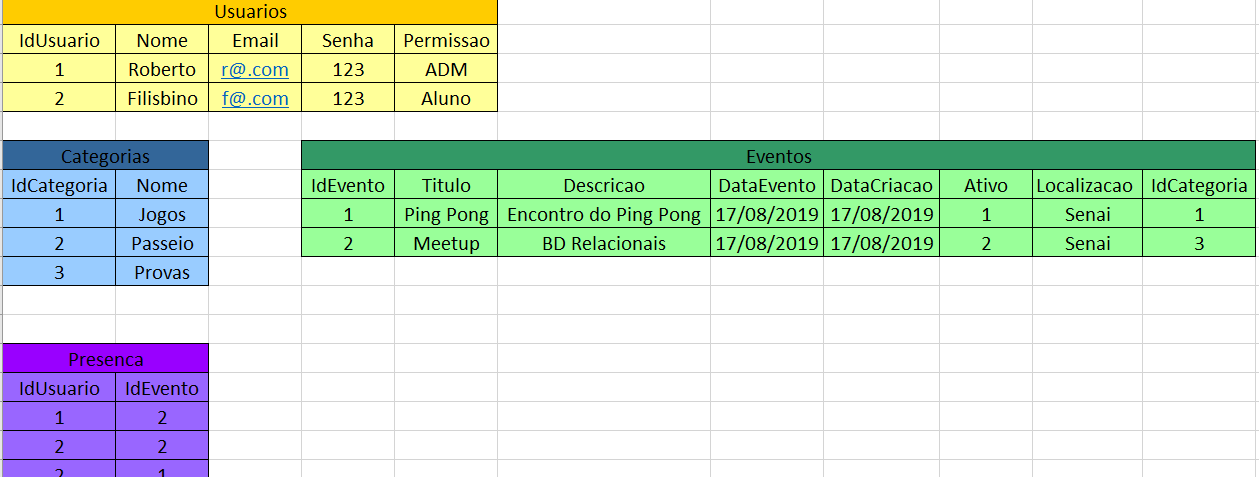 Usuarios
IdUsuario Nome Email Senha Permissao
1 Roberto r@.com 123 ADM
2 Filisbino f@.com 123 Aluno
Categorias
IdCategoria Nome
1 Jogos
2 Passeio
3 Provas
Eventos
IdEvento Titulo Descricao DataEvento DataCriacao Ativo Localizacao IdCategoria
1 Ping Pong Encontro do Ping Pong 17/08/2019 17/08/2019 1 Senai 1
2 Meetup BD Relacionais 17/08/2019 17/08/2019 2 Senai 3
Presenca
IdUsuario IdEvento
1 2
2 2
2 1